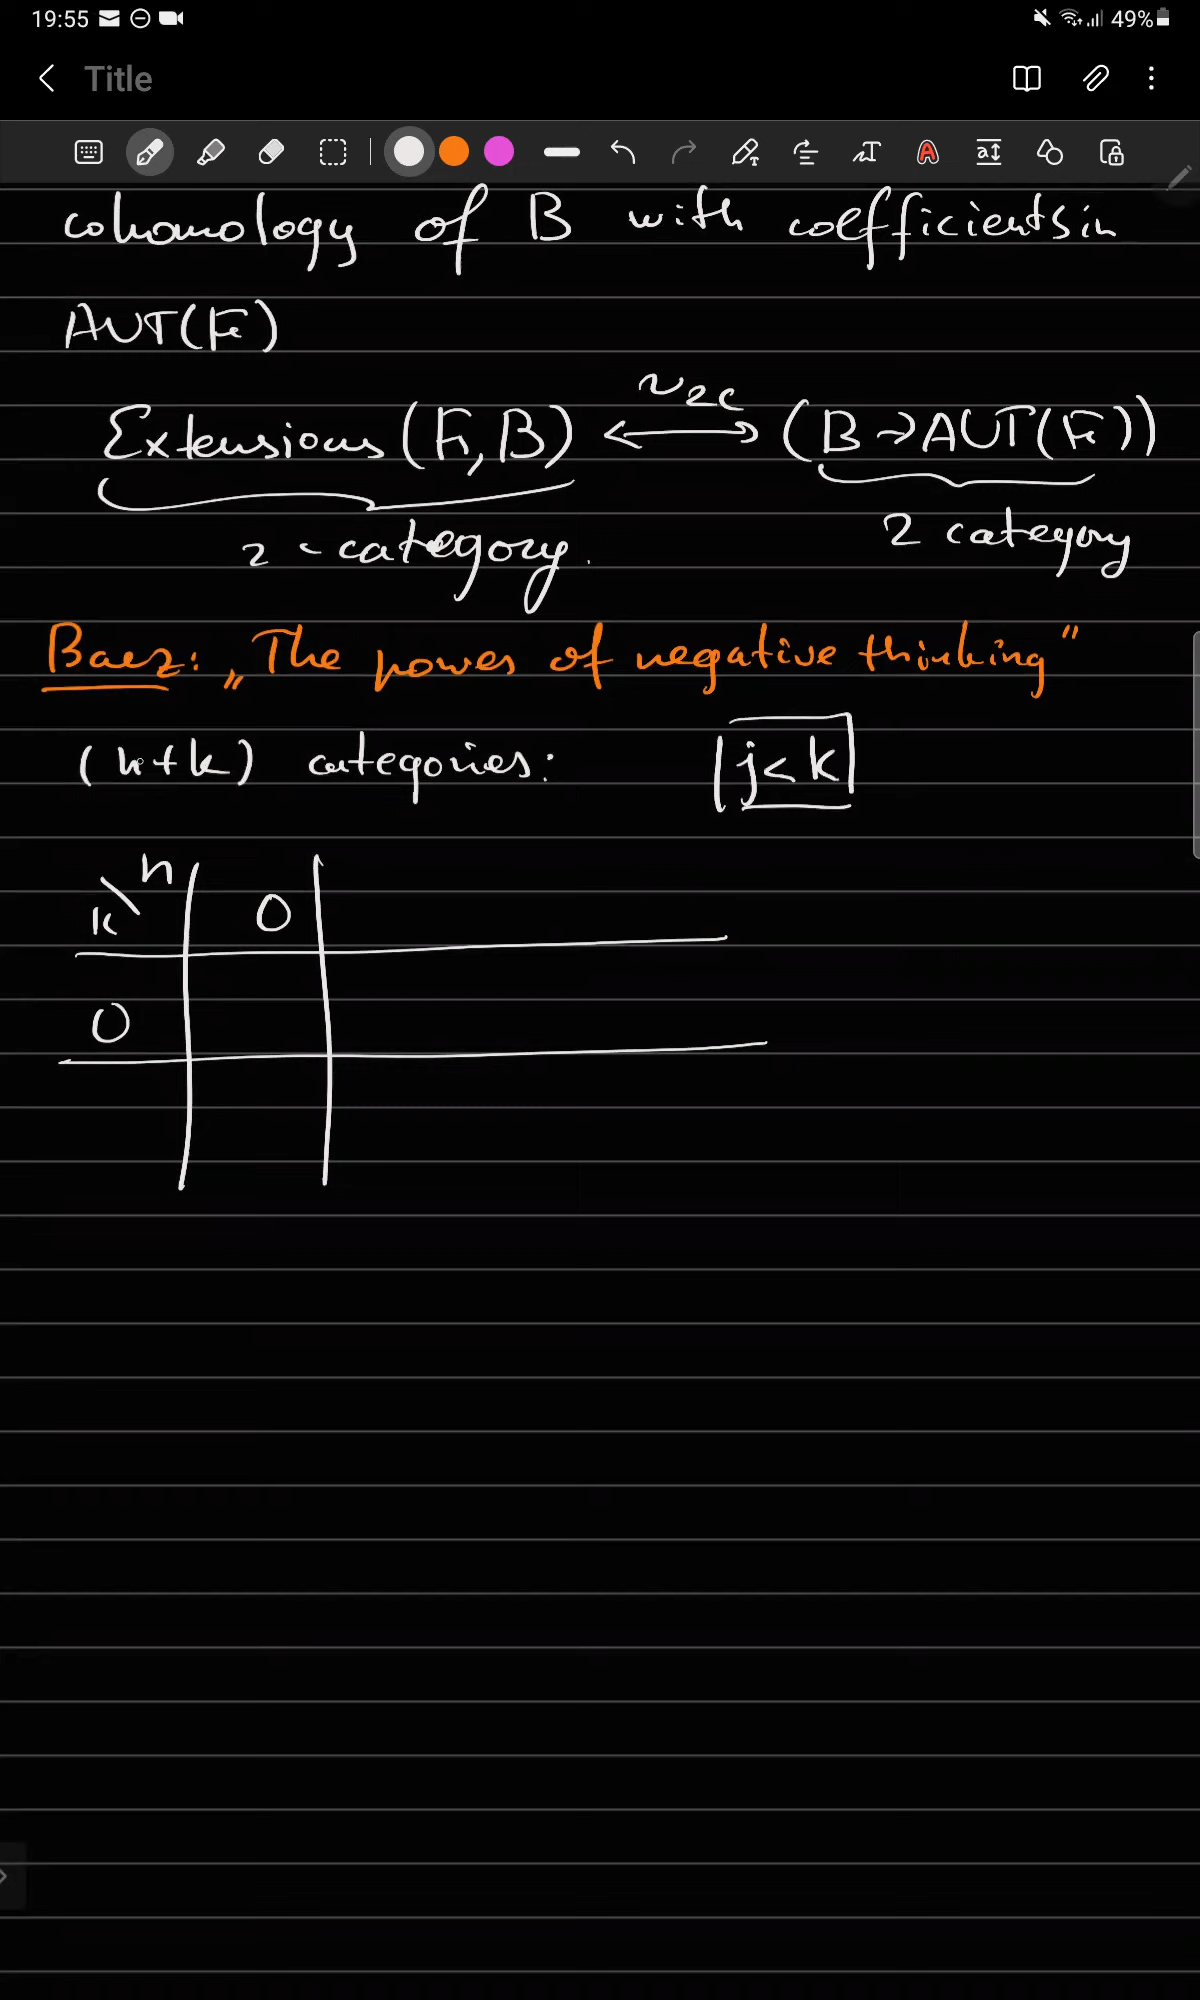 19:55 49%
Title
cohomology of B with coefficients in
AUT(F)
Extensions (F, B) ⟷ ~2c (B → AUT(F))
2-category. 2 category
Baez: „The power of negative thinking"
(n+k) categories: j<k
k\n 0
0